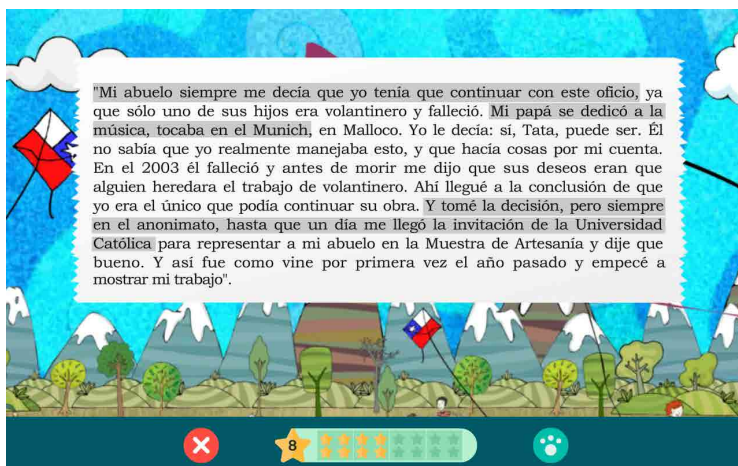 "Mi abuelo siempre me decía que yo tenía que continuar con este oficio, ya
que sólo uno de sus hijos era volantinero y falleció. Mi papá se dedicó a la
música, tocaba en el Munich, en Malloco. Yo le decía: sí, Tata, puede ser. Él
no sabía que yo realmente manejaba esto, y que hacía cosas por mi cuenta.
En el 2003 él falleció y antes de morir me dijo que sus deseos eran que
alguien heredara el trabajo de volantinero. Ahí llegué a la conclusión de que
yo era el único que podía continuar su obra. Y tomé la decisión, pero siempre
en el anonimato, hasta que un día me llegó la invitación de la Universidad
Católica para representar a mi abuelo en la Muestra de Artesanía y dije que
bueno. Y así fue como vine por primera vez el año pasado y empecé a
mostrar mi trabajo".
8